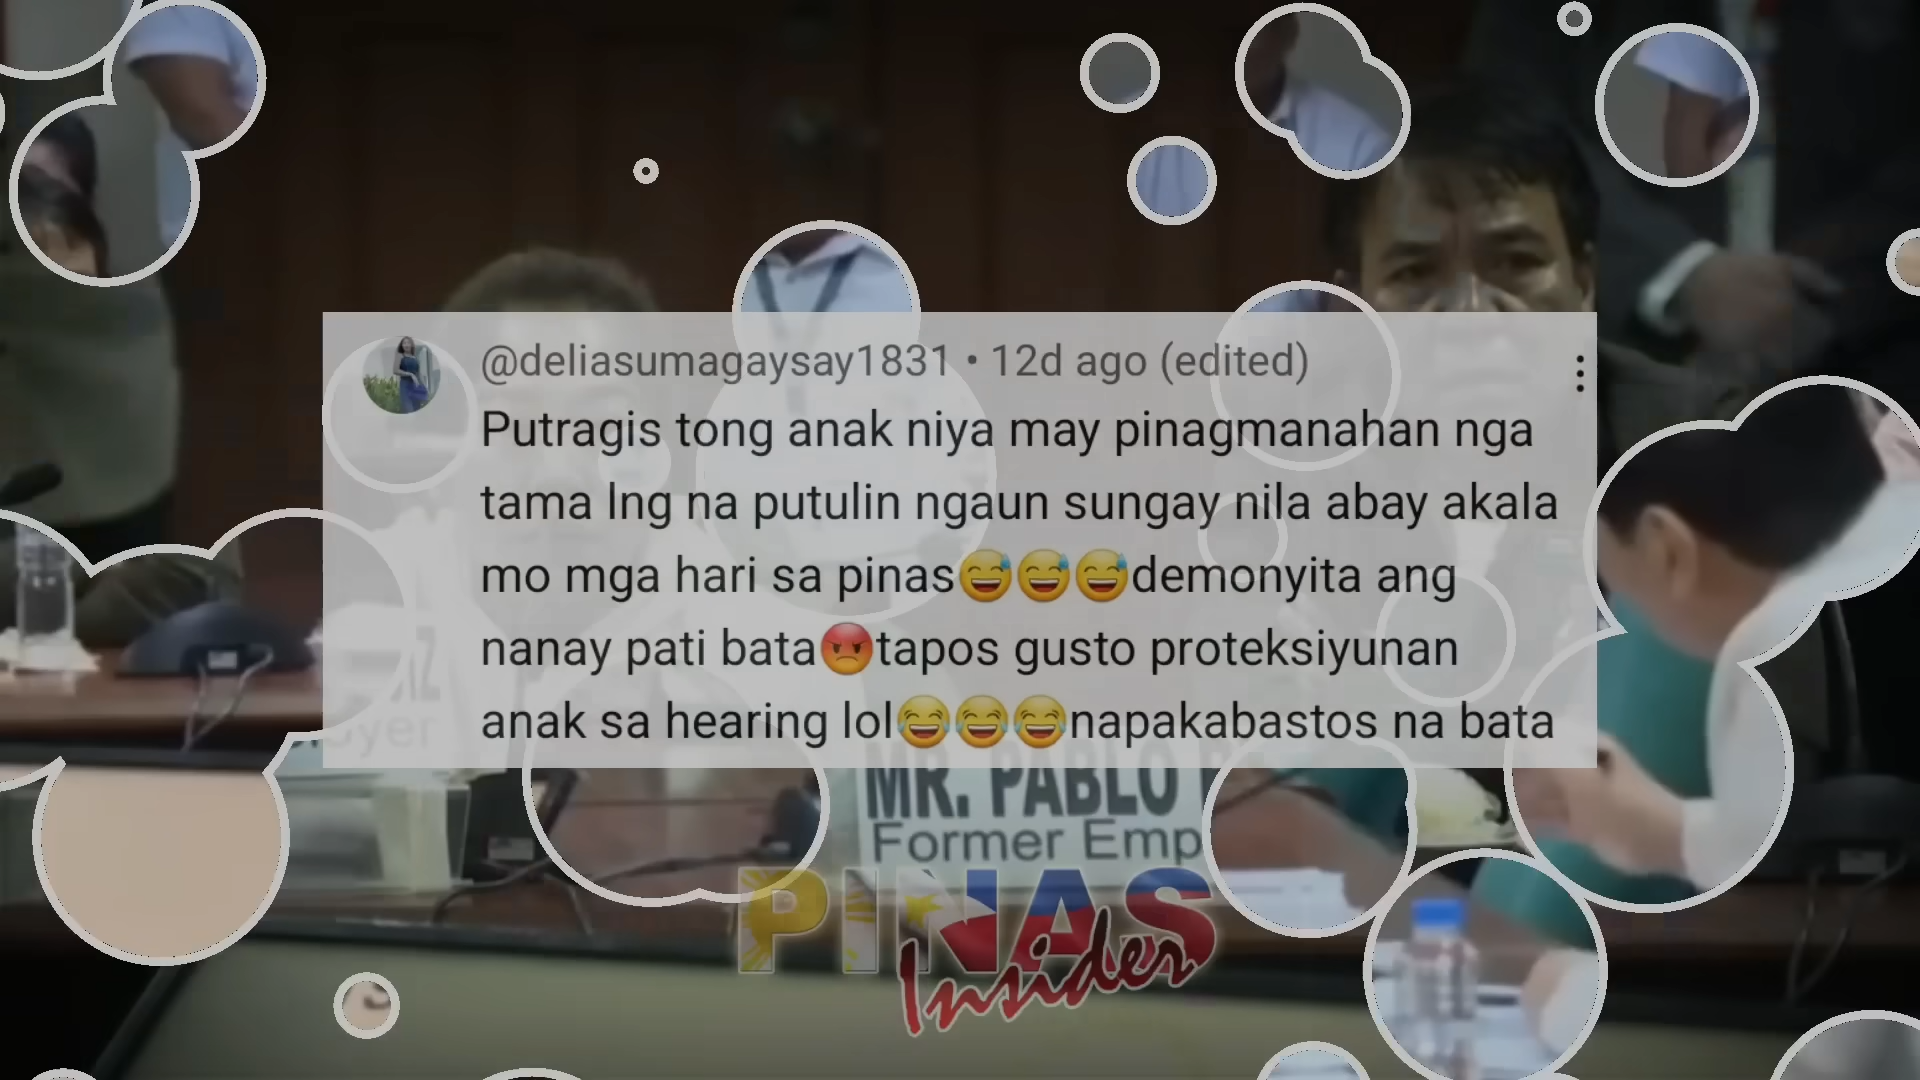 @deliasumagaysay1831 • 12d ago (edited)
Putragis tong anak niya may pinagmanahan nga
tama lng na putulin ngaun sungay nila abay akala
mo mga hari sa pinas😅😅😅demonyita ang
nanay pati bata😡tapos gusto proteksiyunan
anak sa hearing lol😂😂😂napakabastos na bata
MR. PABLO
Former Emp
PINAS
Insider